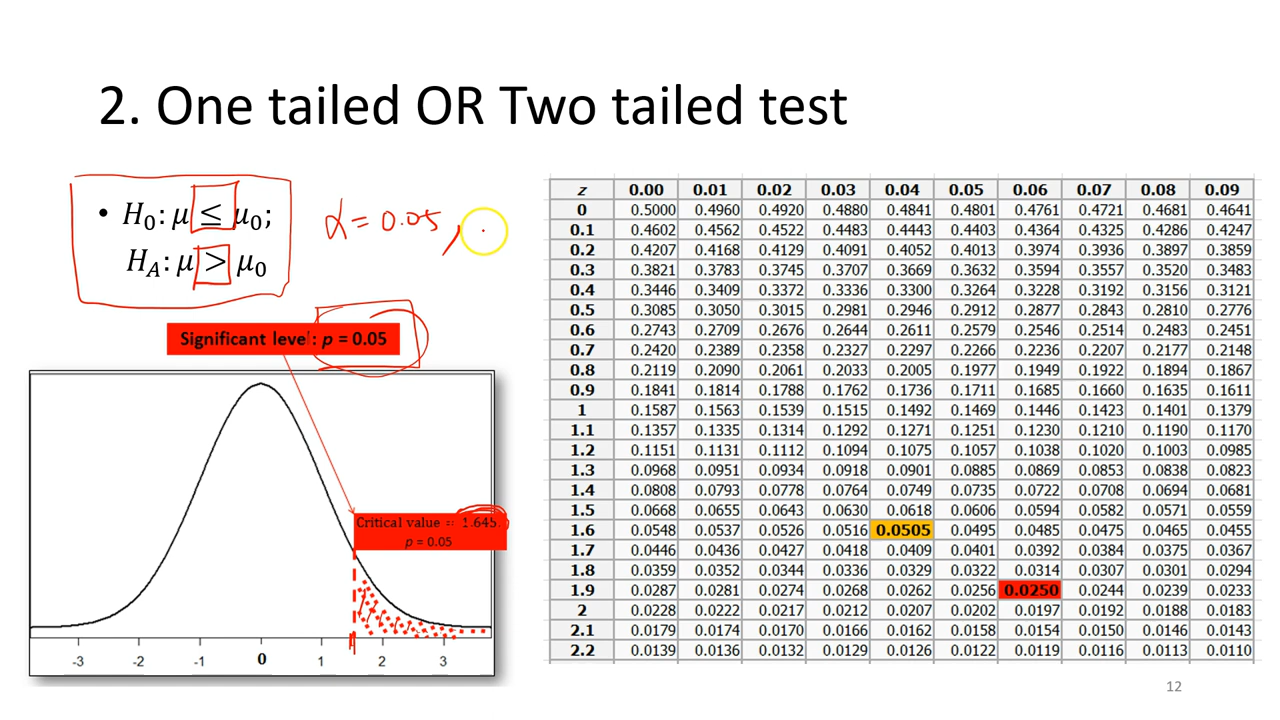 2. One tailed OR Two tailed test
• H₀: μ ≤ μ₀;
H_A: μ > μ₀
α = 0.05,
Significant level: p = 0.05
Critical value = 1.645,
p = 0.05
-3 -2 -1 0 1 2 3
z 0.00 0.01 0.02 0.03 0.04 0.05 0.06 0.07 0.08 0.09
0 0.5000 0.4960 0.4920 0.4880 0.4841 0.4801 0.4761 0.4721 0.4681 0.4641
0.1 0.4602 0.4562 0.4522 0.4483 0.4443 0.4403 0.4364 0.4325 0.4286 0.4247
0.2 0.4207 0.4168 0.4129 0.4091 0.4052 0.4013 0.3974 0.3936 0.3897 0.3859
0.3 0.3821 0.3783 0.3745 0.3707 0.3669 0.3632 0.3594 0.3557 0.3520 0.3483
0.4 0.3446 0.3409 0.3372 0.3336 0.3300 0.3264 0.3228 0.3192 0.3156 0.3121
0.5 0.3085 0.3050 0.3015 0.2981 0.2946 0.2912 0.2877 0.2843 0.2810 0.2776
0.6 0.2743 0.2709 0.2676 0.2644 0.2611 0.2579 0.2546 0.2514 0.2483 0.2451
0.7 0.2420 0.2389 0.2358 0.2327 0.2297 0.2266 0.2236 0.2207 0.2177 0.2148
0.8 0.2119 0.2090 0.2061 0.2033 0.2005 0.1977 0.1949 0.1922 0.1894 0.1867
0.9 0.1841 0.1814 0.1788 0.1762 0.1736 0.1711 0.1685 0.1660 0.1635 0.1611
1 0.1587 0.1563 0.1539 0.1515 0.1492 0.1469 0.1446 0.1423 0.1401 0.1379
1.1 0.1357 0.1335 0.1314 0.1292 0.1271 0.1251 0.1230 0.1210 0.1190 0.1170
1.2 0.1151 0.1131 0.1112 0.1094 0.1075 0.1057 0.1038 0.1020 0.1003 0.0985
1.3 0.0968 0.0951 0.0934 0.0918 0.0901 0.0885 0.0869 0.0853 0.0838 0.0823
1.4 0.0808 0.0793 0.0778 0.0764 0.0749 0.0735 0.0722 0.0708 0.0694 0.0681
1.5 0.0668 0.0655 0.0643 0.0630 0.0618 0.0606 0.0594 0.0582 0.0571 0.0559
1.6 0.0548 0.0537 0.0526 0.0516 0.0505 0.0495 0.0485 0.0475 0.0465 0.0455
1.7 0.0446 0.0436 0.0427 0.0418 0.0409 0.0401 0.0392 0.0384 0.0375 0.0367
1.8 0.0359 0.0352 0.0344 0.0336 0.0329 0.0322 0.0314 0.0307 0.0301 0.0294
1.9 0.0287 0.0281 0.0274 0.0268 0.0262 0.0256 0.0250 0.0244 0.0239 0.0233
2 0.0228 0.0222 0.0217 0.0212 0.0207 0.0202 0.0197 0.0192 0.0188 0.0183
2.1 0.0179 0.0174 0.0170 0.0166 0.0162 0.0158 0.0154 0.0150 0.0146 0.0143
2.2 0.0139 0.0136 0.0132 0.0129 0.0126 0.0122 0.0119 0.0116 0.0113 0.0110
12